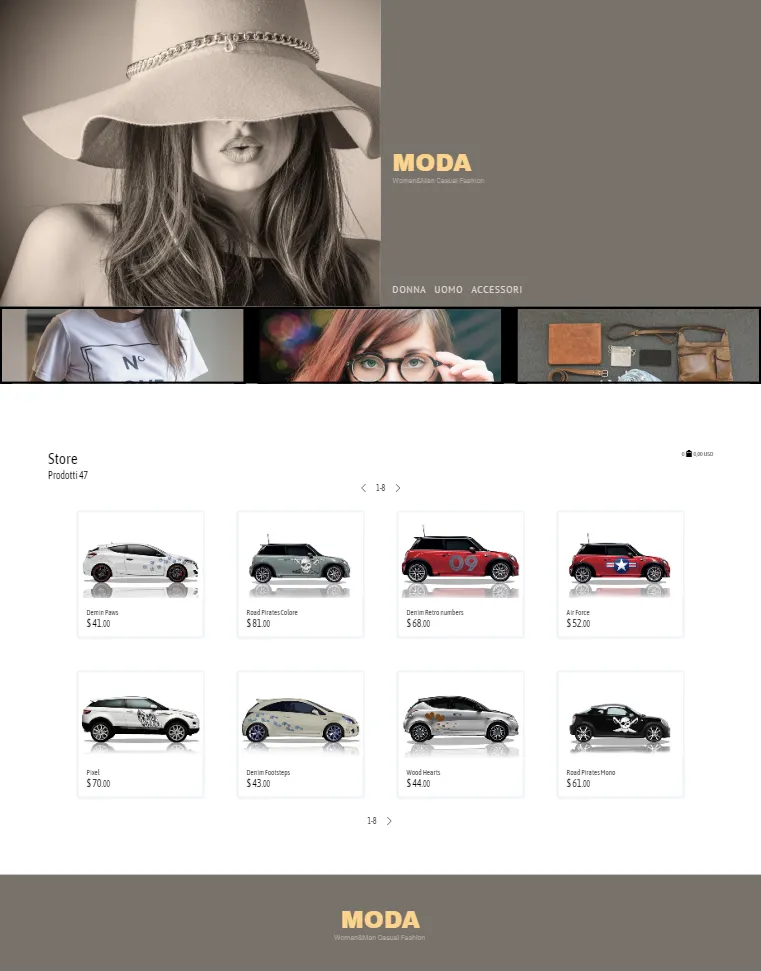 MODA
Women&Man Casual Fashion
DONNA UOMO ACCESSORI
N°
Store
Prodotti 47
0 0,00 USD
1-8
09
Demin Paws
$ 41.00
Road Pirates Colore
$ 81.00
Denim Retro numbers
$ 68.00
Air Force
$ 52.00
Pixel
$ 70.00
Denim Footsteps
$ 43.00
Wood Hearts
$ 44.00
Road Pirates Mono
$ 61.00
1-8
MODA
Women&Man Casual Fashion